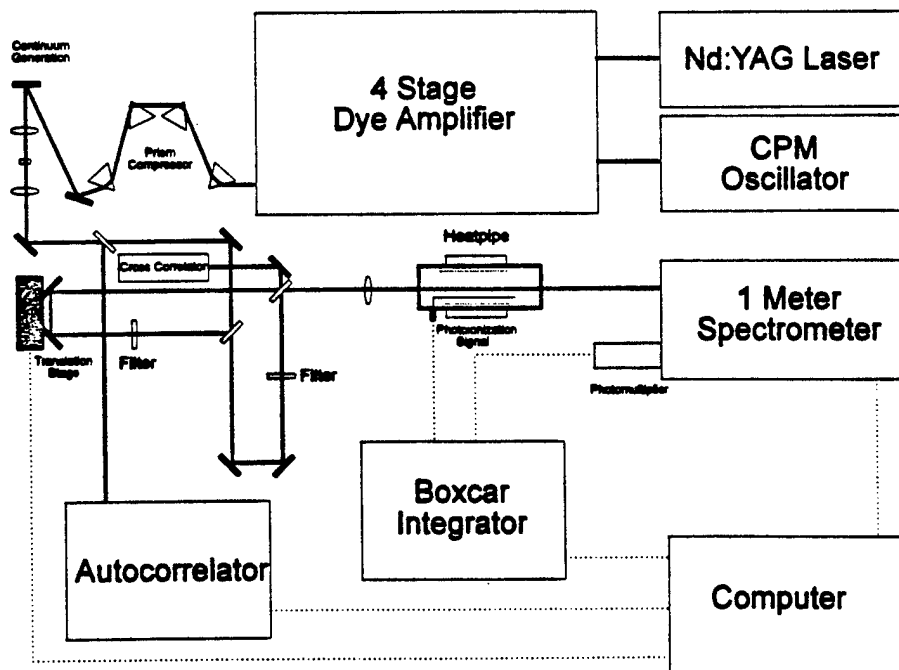 Continuum
Generation
4 Stage
Dye Amplifier
Nd:YAG Laser
CPM
Oscillator
Prism
Compressor
Heatpipe
Cross Correlator
Photoionization
Signal
1 Meter
Spectrometer
Translation
Stage
Filter
Filter
Photomultiplier
Boxcar
Integrator
Autocorrelator
Computer